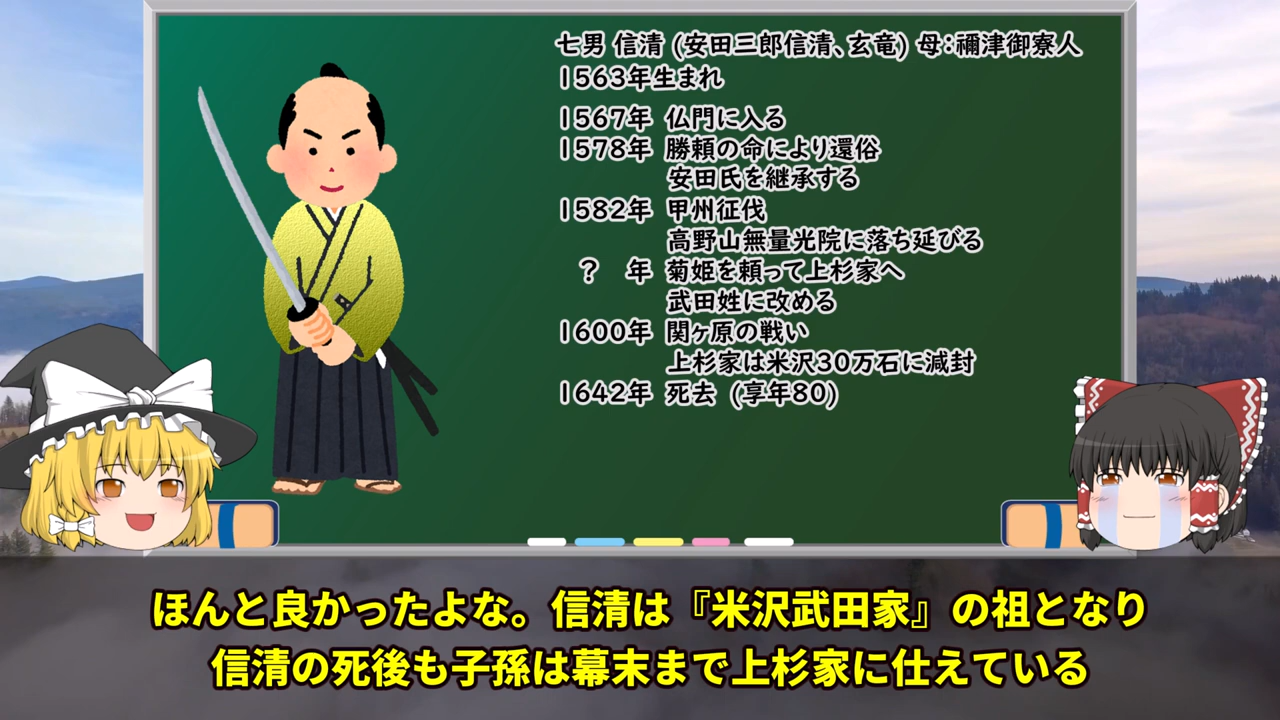 七男 信清 (安田三郎信清、玄竜) 母：禰津御寮人
1563年生まれ
1567年 仏門に入る
1578年 勝頼の命により還俗
安田氏を継承する
1582年 甲州征伐
高野山無量光院に落ち延びる
？ 年 菊姫を頼って上杉家へ
武田姓に改める
1600年 関ヶ原の戦い
上杉家は米沢30万石に減封
1642年 死去 (享年80)
ほんと良かったよな。信清は『米沢武田家』の祖となり
信清の死後も子孫は幕末まで上杉家に仕えている